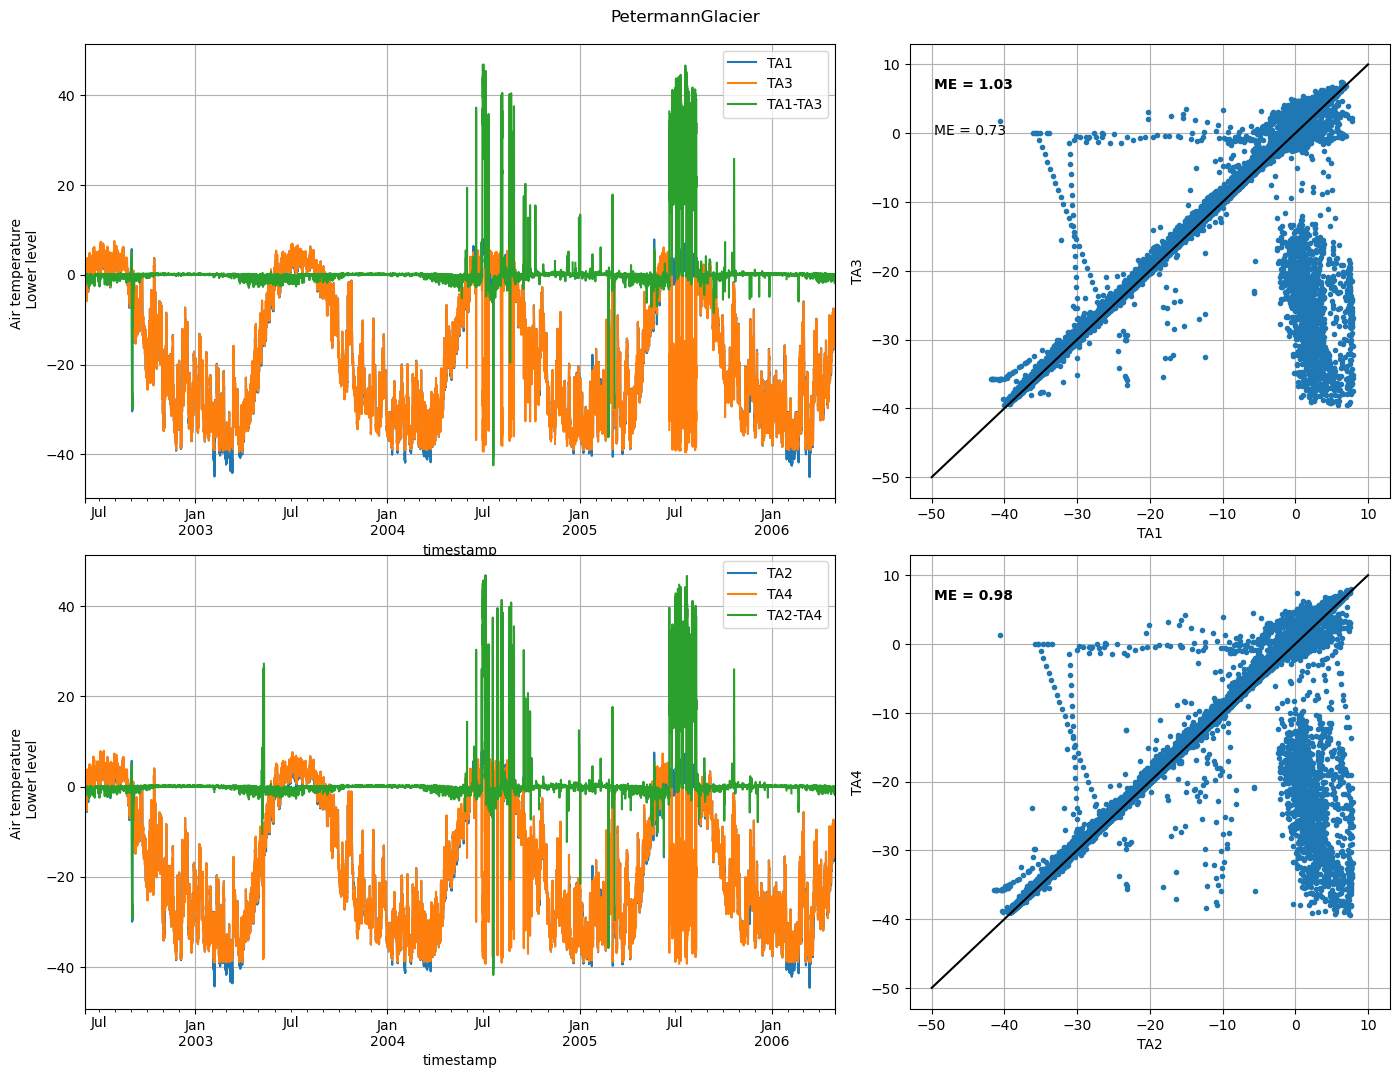 PetermannGlacier
Air temperature
Lower level
40
20
0
−20
−40
TA1
TA3
TA1-TA3
Jul
Jan
2003
Jul
Jan
2004
Jul
Jan
2005
Jul
Jan
2006
timestamp
ME = 1.03
ME = 0.73
TA3
10
0
−10
−20
−30
−40
−50
−50
−40
−30
−20
−10
0
10
TA1
Air temperature
Lower level
40
20
0
−20
−40
TA2
TA4
TA2-TA4
Jul
Jan
2003
Jul
Jan
2004
Jul
Jan
2005
Jul
Jan
2006
timestamp
ME = 0.98
TA4
10
0
−10
−20
−30
−40
−50
−50
−40
−30
−20
−10
0
10
TA2